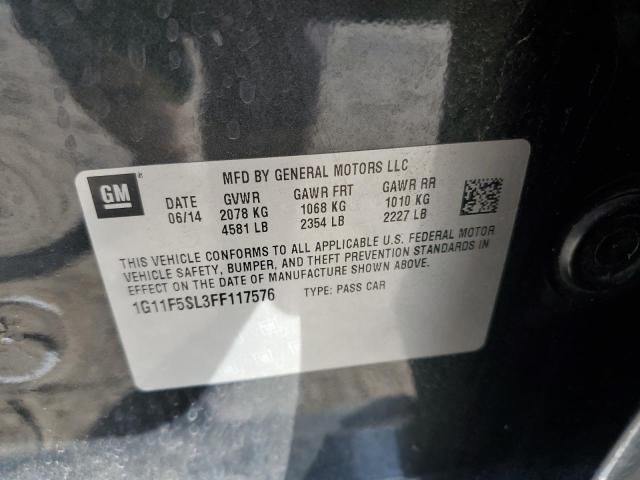 MFD BY GENERAL MOTORS LLC
GM
DATE GVWR GAWR FRT GAWR RR
06/14 2078 KG 1068 KG 1010 KG
4581 LB 2354 LB 2227 LB
THIS VEHICLE CONFORMS TO ALL APPLICABLE U.S. FEDERAL MOTOR
VEHICLE SAFETY, BUMPER, AND THEFT PREVENTION STANDARDS IN
EFFECT ON THE DATE OF MANUFACTURE SHOWN ABOVE.
1G11F5SL3FF117576 TYPE: PASS CAR